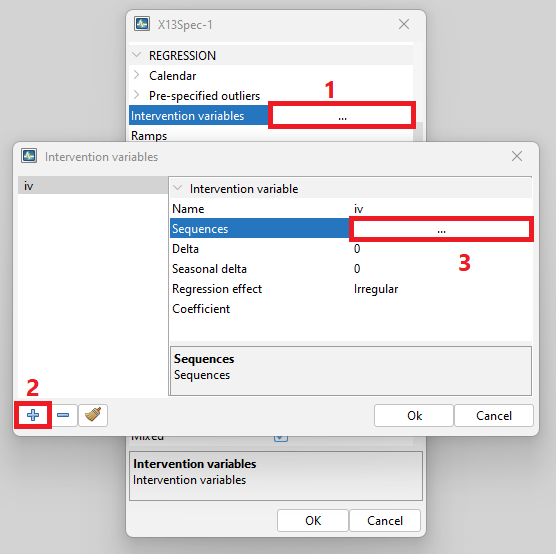 X13Spec-1
REGRESSION
Calendar
Pre-specified outliers
1
Intervention variables ...
Ramps
Intervention variables
iv
Intervention variable
Name iv
Sequences ...
Delta 0
3
Seasonal delta 0
Regression effect Irregular
Coefficient
Sequences
Sequences
2
Ok Cancel
Mixed
Intervention variables
Intervention variables
OK Cancel